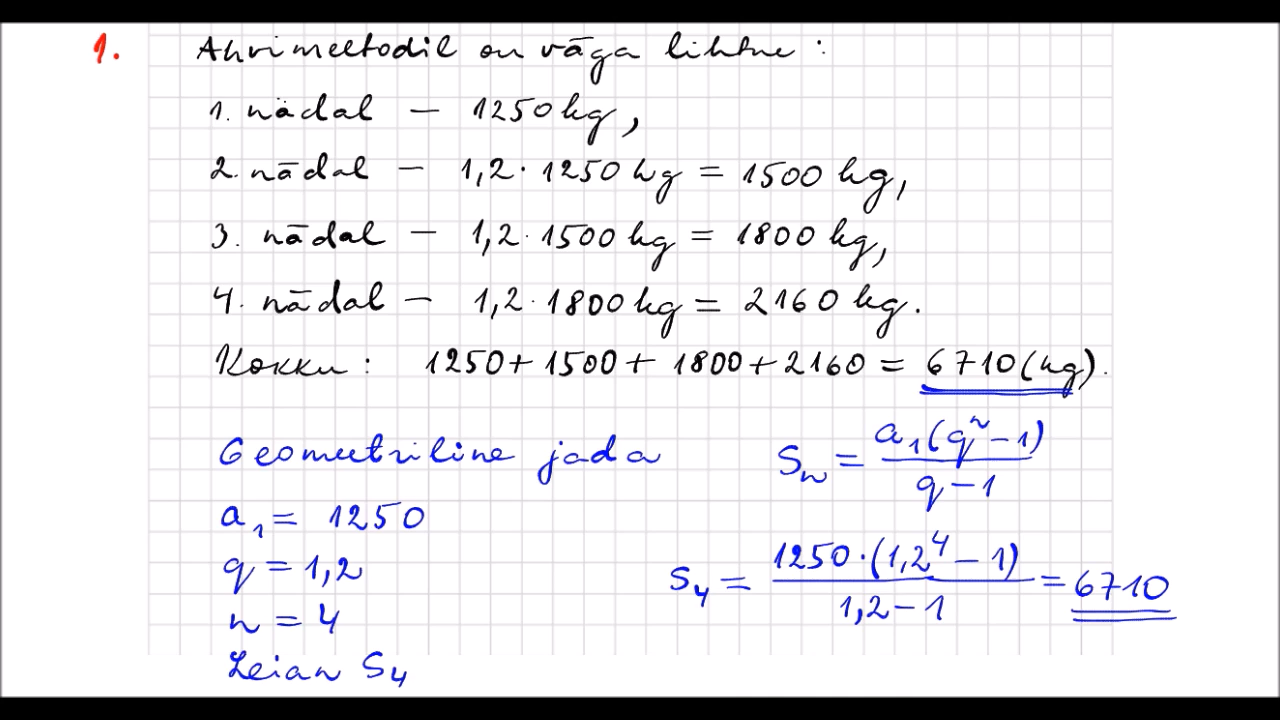 1. Ahvimeetodil on väga lihtne:
1. nädal – 1250 kg,
2. nädal – 1,2 · 1250 kg = 1500 kg,
3. nädal – 1,2 · 1500 kg = 1800 kg,
4. nädal – 1,2 · 1800 kg = 2160 kg.
Kokku: 1250 + 1500 + 1800 + 2160 = 6710 (kg).
Geomeetriline jada
a₁ = 1250
q = 1,2
n = 4
Leian S₄
Sₙ = a₁(qⁿ – 1) / q – 1
S₄ = 1250 · (1,2⁴ – 1) / 1,2 – 1 = 6710